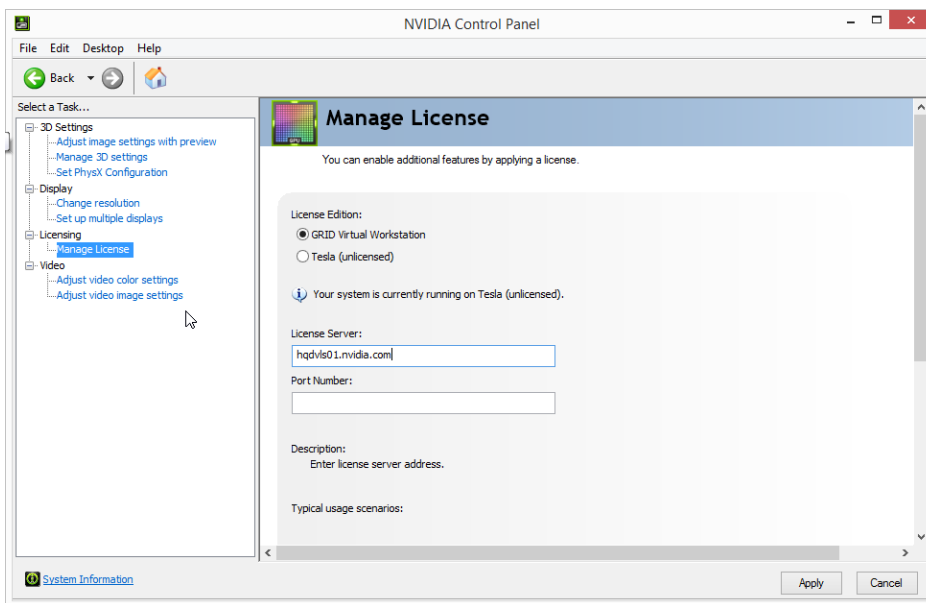 NVIDIA Control Panel
File Edit Desktop Help
Back
Select a Task...
3D Settings
Adjust image settings with preview
Manage 3D settings
Set PhysX Configuration
Display
Change resolution
Set up multiple displays
Licensing
Manage License
Video
Adjust video color settings
Adjust video image settings
Manage License
You can enable additional features by applying a license.
License Edition:
GRID Virtual Workstation
Tesla (unlicensed)
Your system is currently running on Tesla (unlicensed).
License Server:
hqdvls01.nvidia.com
Port Number:
Description:
Enter license server address.
Typical usage scenarios:
System Information
Apply Cancel